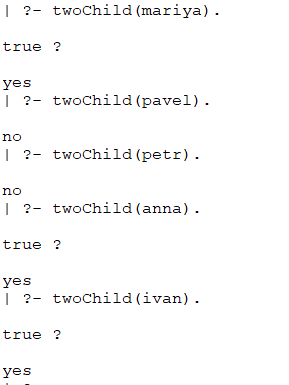 | ?- twoChild(mariya).
true ?
yes
| ?- twoChild(pavel).
no
| ?- twoChild(petr).
no
| ?- twoChild(anna).
true ?
yes
| ?- twoChild(ivan).
true ?
yes